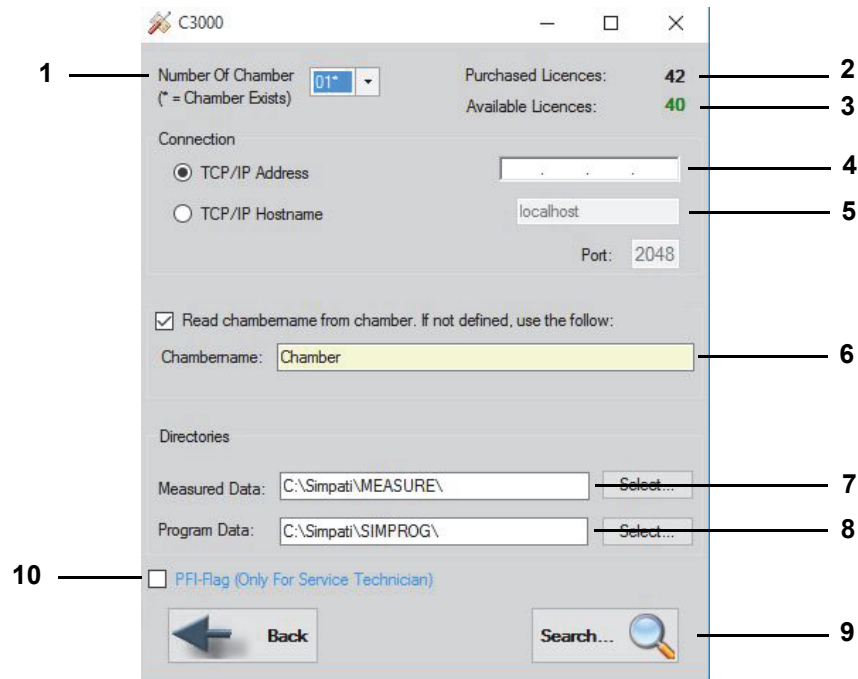 C3000
1 Number Of Chamber 01* Purchased Licences: 42 2
(* = Chamber Exists) Available Licences: 40 3
Connection
TCP/IP Address . . . 4
TCP/IP Hostname localhost 5
Port: 2048
Read chambername from chamber. If not defined, use the follow:
Chambername: Chamber 6
Directories
Measured Data: C:\Simpati\MEASURE\ Select... 7
Program Data: C:\Simpati\SIMPROG\ Select... 8
10 PFI-Flag (Only For Service Technician)
Back Search... 9